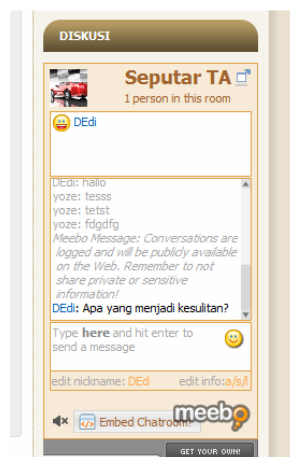 DISKUSI
Seputar TA
1 person in this room
DEdi
DEdi: hallo
yoze: tesss
yoze: tetst
yoze: fdgdfg
Meebo Message: Conversations are
logged and will be publicly available
on the Web. Remember to not
share private or sensitive
information!
DEdi: Apa yang menjadi kesulitan?
Type here and hit enter to
send a message
edit nickname: DEd edit info:a/s/l
Embed Chatroom!
meebo
GET YOUR OWN!